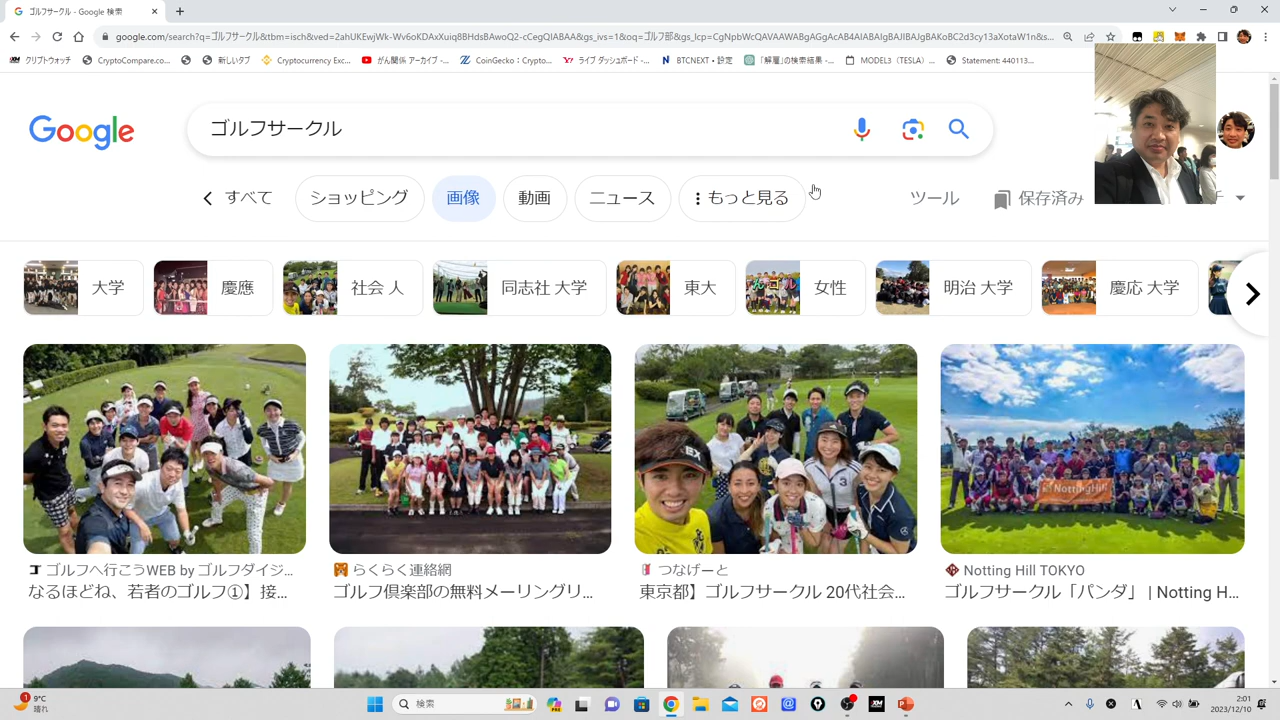 ゴルフサークル - Google 検索
google.com/search?q=ゴルフサークル&tbm=isch&ved=2ahUKEwjWk-Wv6oKDAxXuiq8BHdsBAwoQ2-cCegQIABAA&gs_ivs=1&oq=ゴルフ部&gs_lcp=CgNpbWcQAVAAWABgAGgAcAB4AIABAIgBAJIBAJgBAKoBC2d3cy13aXotaW1n&s...
クリプトウォッチ
CryptoCompare.co...
新しいタブ
Cryptocurrency Exc...
がん関係 アーカイブ -...
CoinGecko：Crypto...
ライブ ダッシュボード -...
BTCNEXT • 設定
「解雇」の検索結果 -...
MODEL3（TESLA）...
Statement: 440113...
Google
ゴルフサークル
すべて
ショッピング
画像
動画
ニュース
もっと見る
ツール
保存済み
チ
大学
慶應
社会 人
同志社 大学
東大
女性
明治 大学
慶応 大学
NottingHill
ゴルフへ行こうWEB by ゴルフダイジ...
なるほどね、若者のゴルフ①】接...
らくらく連絡網
ゴルフ倶楽部の無料メーリングリ...
つなげーと
東京都】ゴルフサークル 20代社会...
Notting Hill TOKYO
ゴルフサークル「パンダ」 | Notting H...
1
9°C
晴れ
検索
A
2:01
2023/12/10